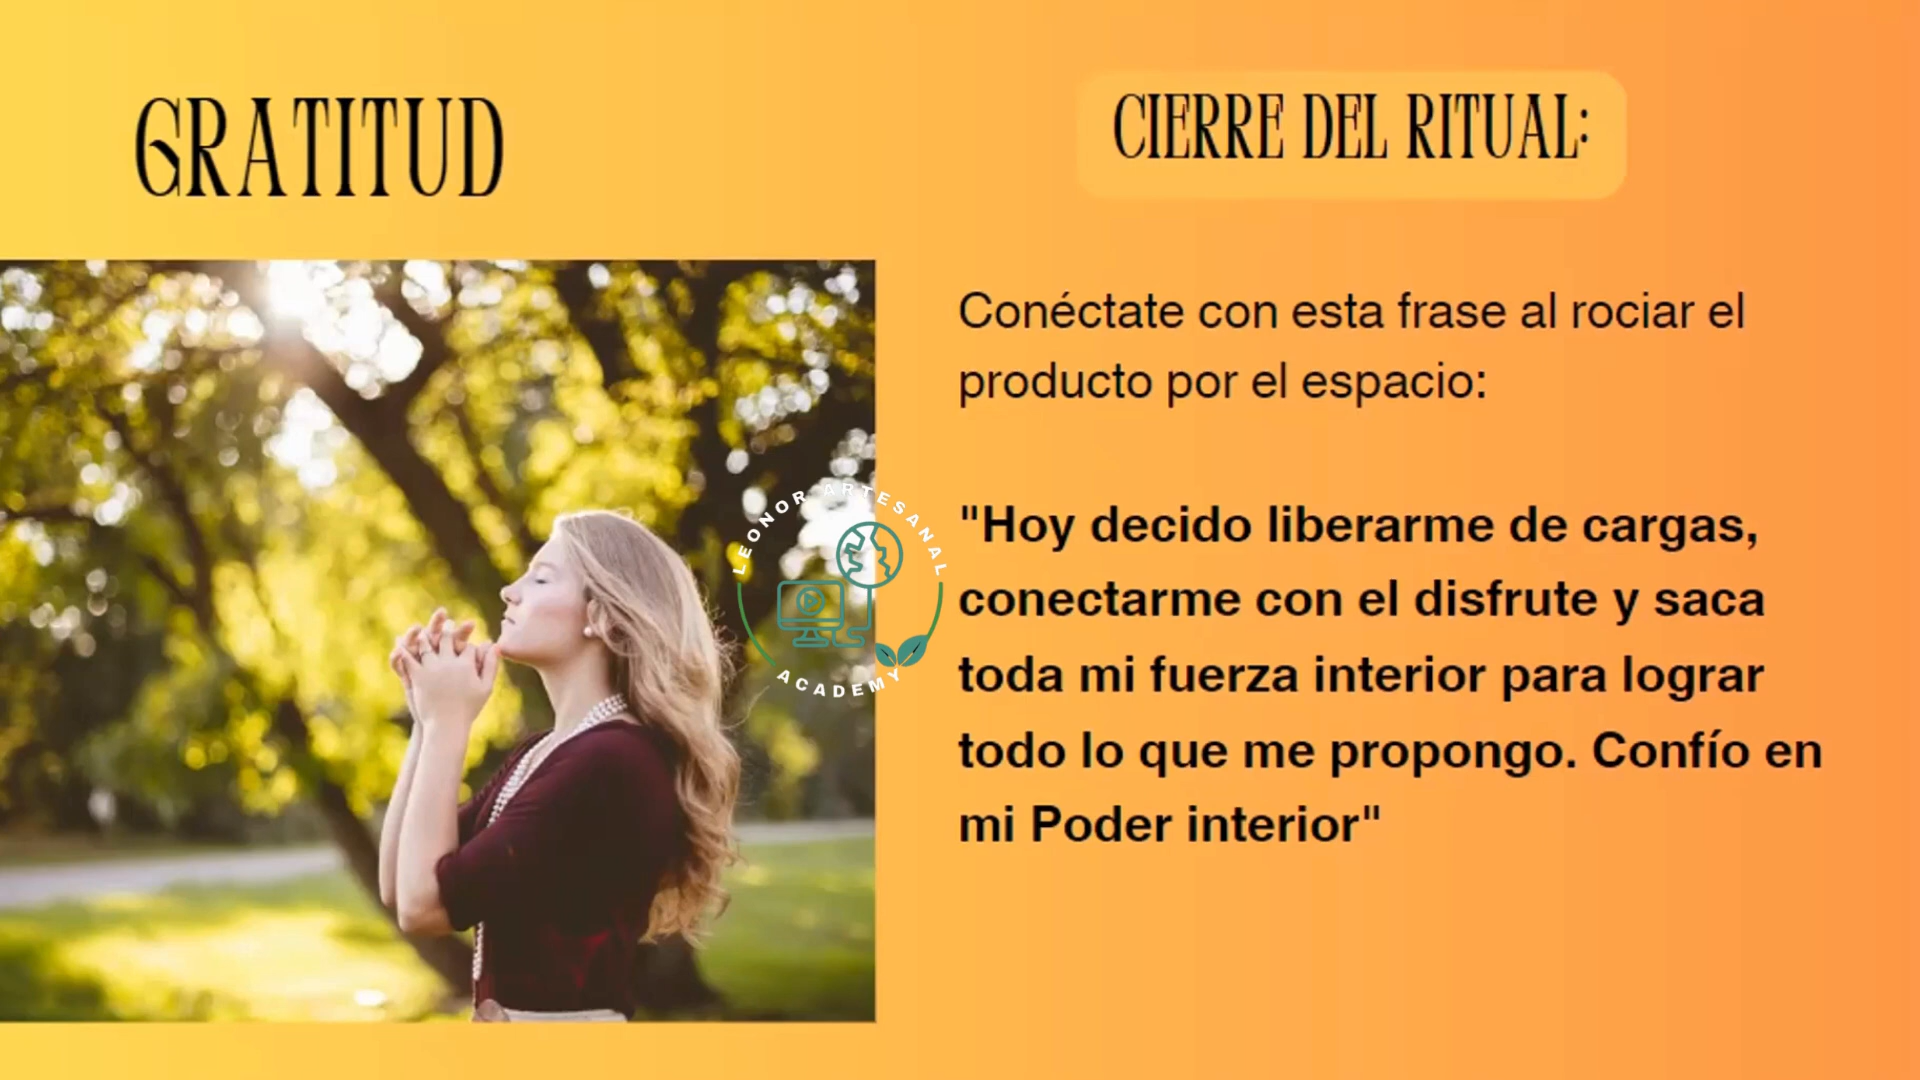 GRATITUD
CIERRE DEL RITUAL:
Conéctate con esta frase al rociar el
producto por el espacio:
"Hoy decido liberarme de cargas,
conectarme con el disfrute y saca
toda mi fuerza interior para lograr
todo lo que me propongo. Confío en
mi Poder interior"
LEONOR ARTESANAL
ACADEMY